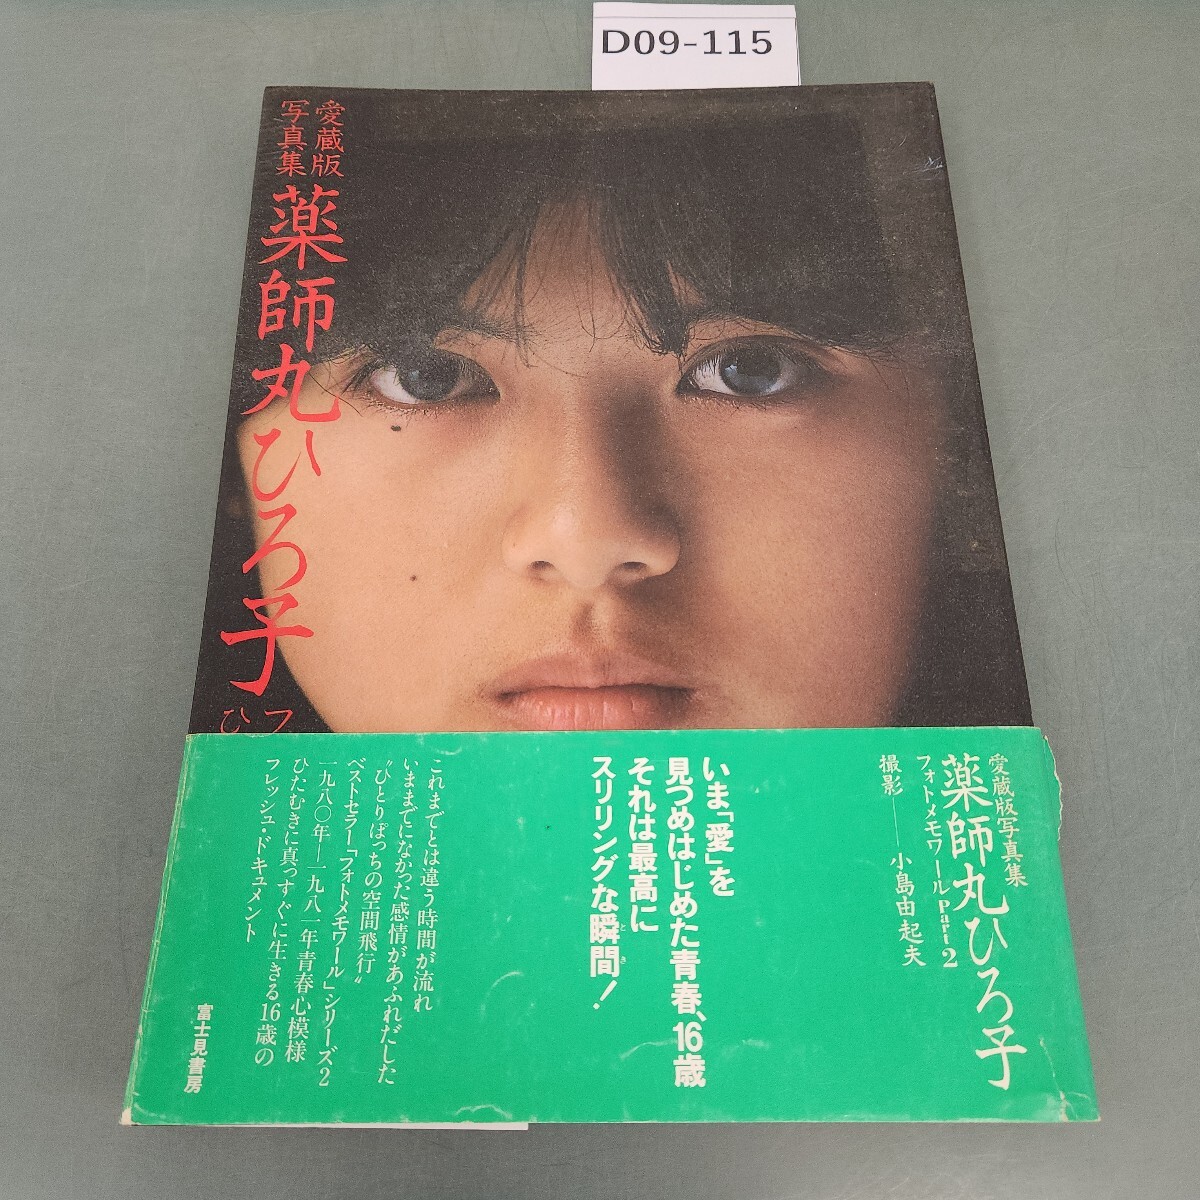 D09-115
愛蔵版
写真集
薬師丸ひろ子
フ
ひ
愛蔵版写真集
薬師丸ひろ子
フォトメモワールPart2
撮影――小島由起夫
いま「愛」を
見つめはじめた青春、16歳
それは最高に
スリリングな瞬間!
とき
これまでとは違う時間が流れ
いままでになかった感情があふれだした
〝ひとりぽっちの空間飛行〟
ベストセラー「フォトメモワール」シリーズ2
一九八〇年―一九八一年青春心模様
ひたむきに真っすぐに生きる16歳の
フレッシュ・ドキュメント
富士見書房